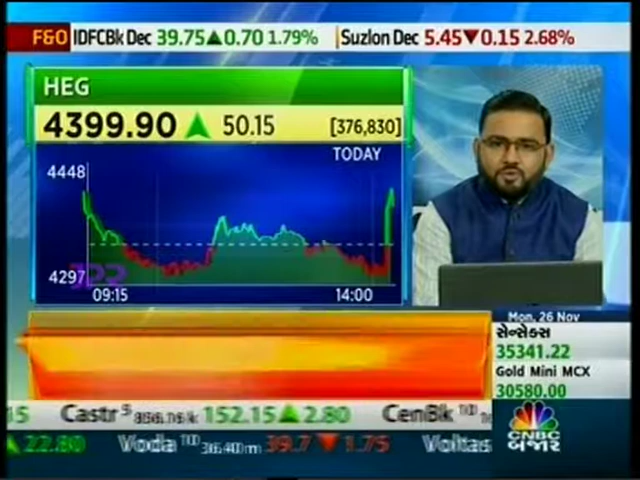 F&O IDFCBk Dec 39.75▲0.70 1.79% Suzlon Dec 5.45▼0.15 2.68%
HEG
4399.90 ▲ 50.15 [376,830]
TODAY
4448
4297
09:15 14:00
Mon, 26 Nov
સેન્સેક્સ
35341.22
Gold Mini MCX
30580.00
15 Castr 152.15▲2.80 CenBk
▲22.80 Voda 39.7▼1.75 Voltas
CNBC
બજાર